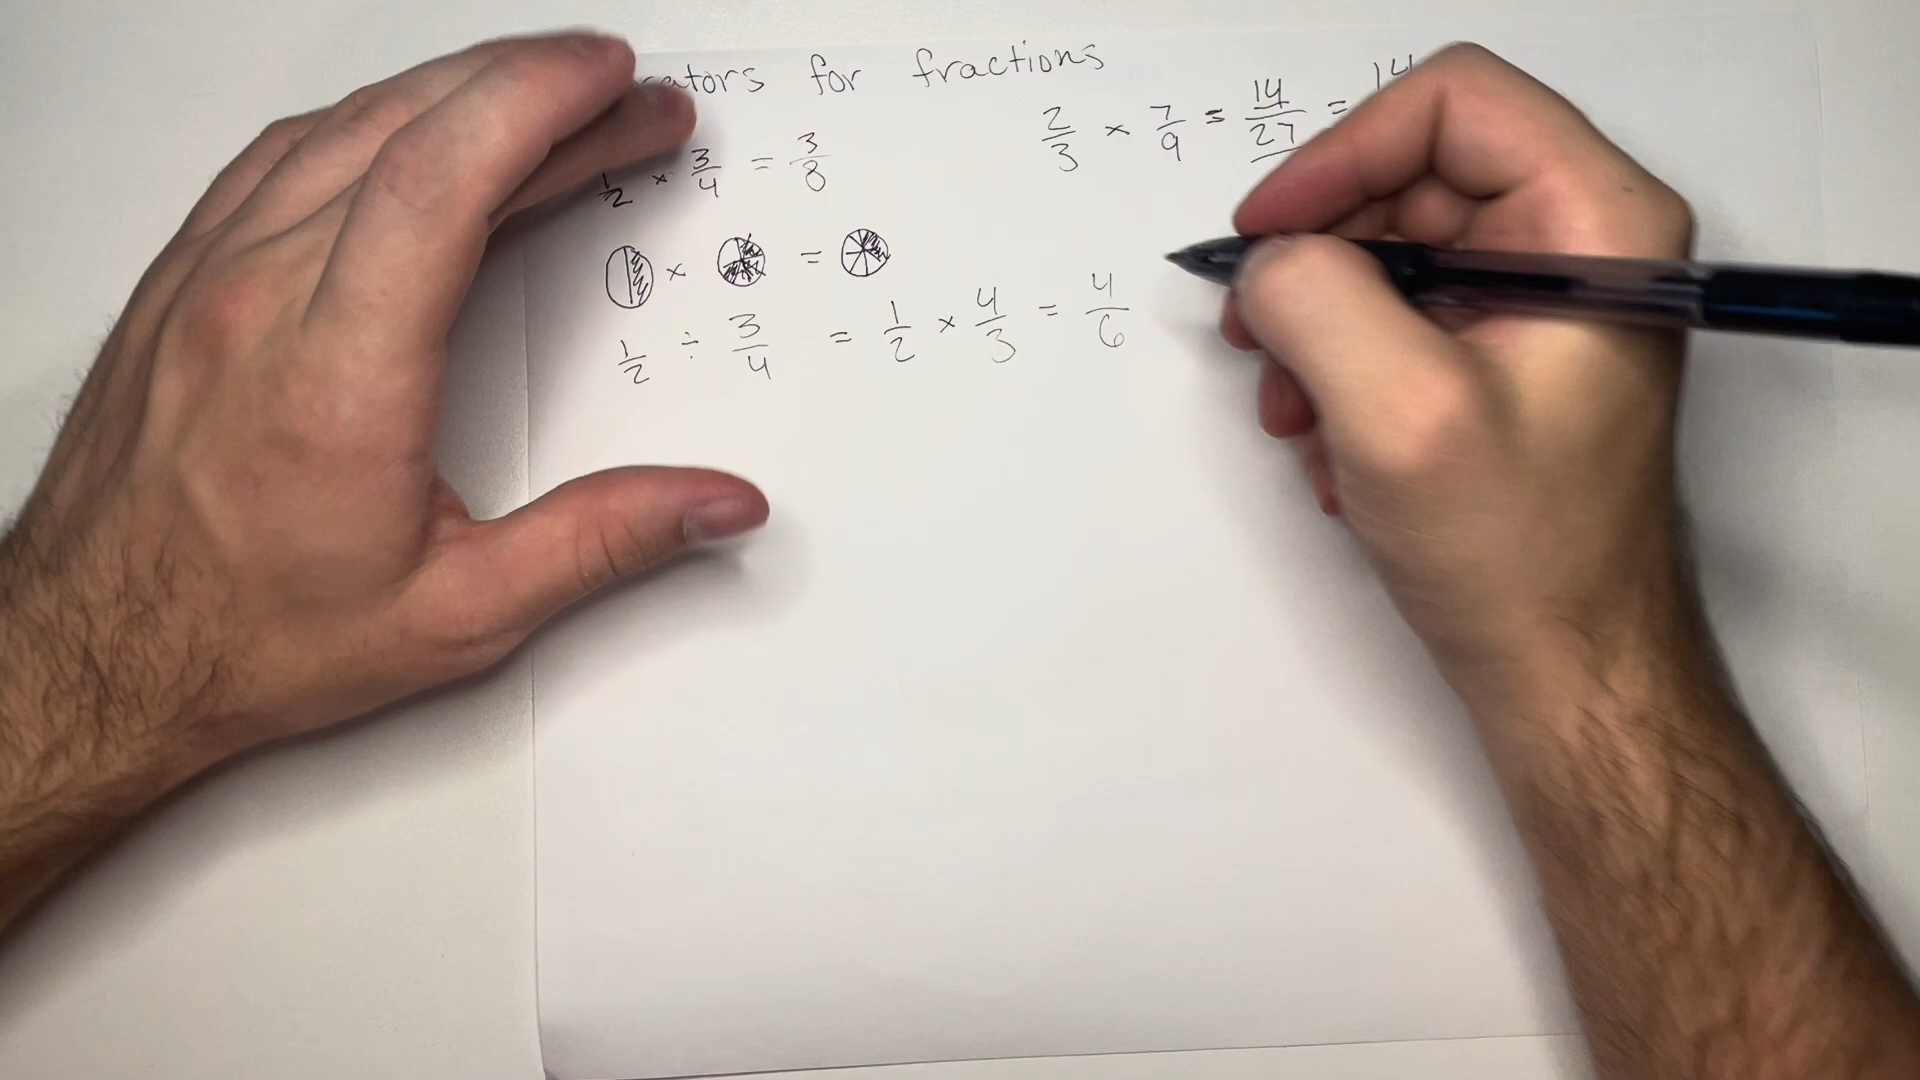 for fractions
1/2 × 3/4 = 3/8
2/3 × 7/9 = 14/27 = 14
× =
1/2 ÷ 3/4 = 1/2 × 4/3 = 4/6